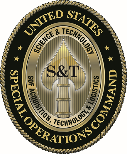 UNITED STATES
SCIENCE & TECHNOLOGY
S&T
SOF ACQUISITION, TECHNOLOGY & LOGISTICS
SPECIAL OPERATIONS COMMAND